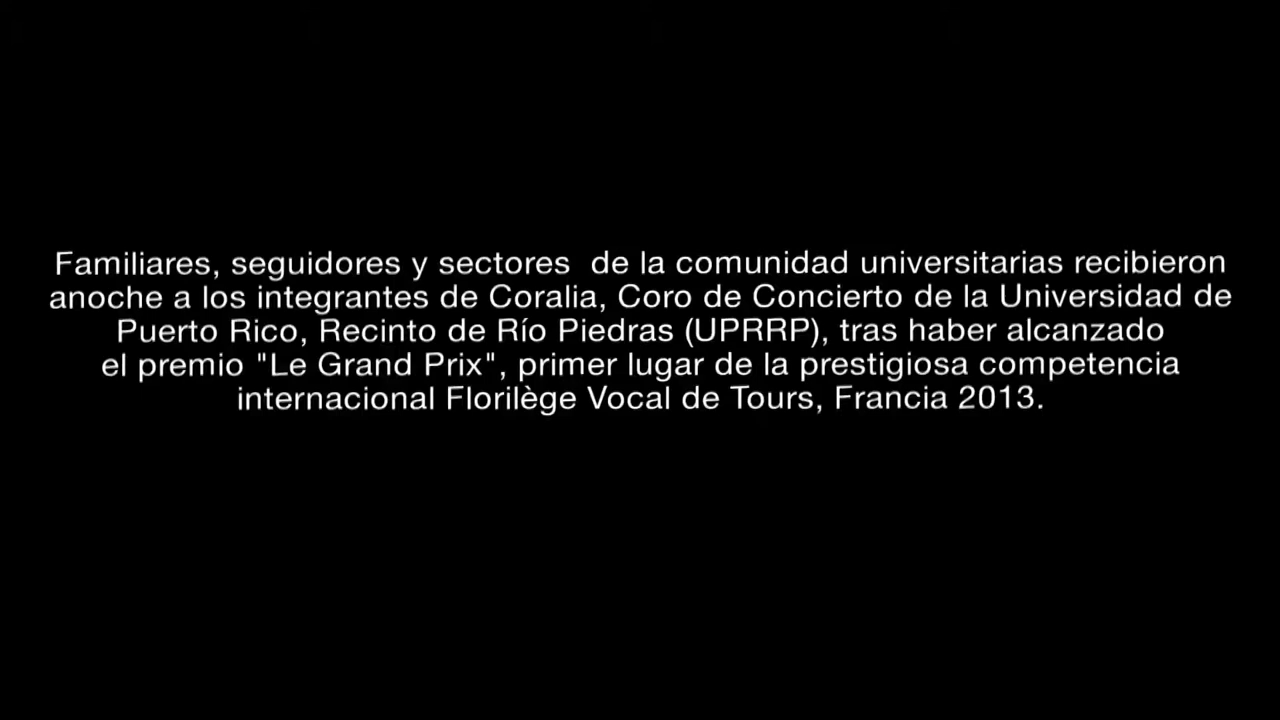 Familiares, seguidores y sectores  de la comunidad universitarias recibieron
anoche a los integrantes de Coralia, Coro de Concierto de la Universidad de
Puerto Rico, Recinto de Río Piedras (UPRRP), tras haber alcanzado
el premio "Le Grand Prix", primer lugar de la prestigiosa competencia
internacional Florilège Vocal de Tours, Francia 2013.